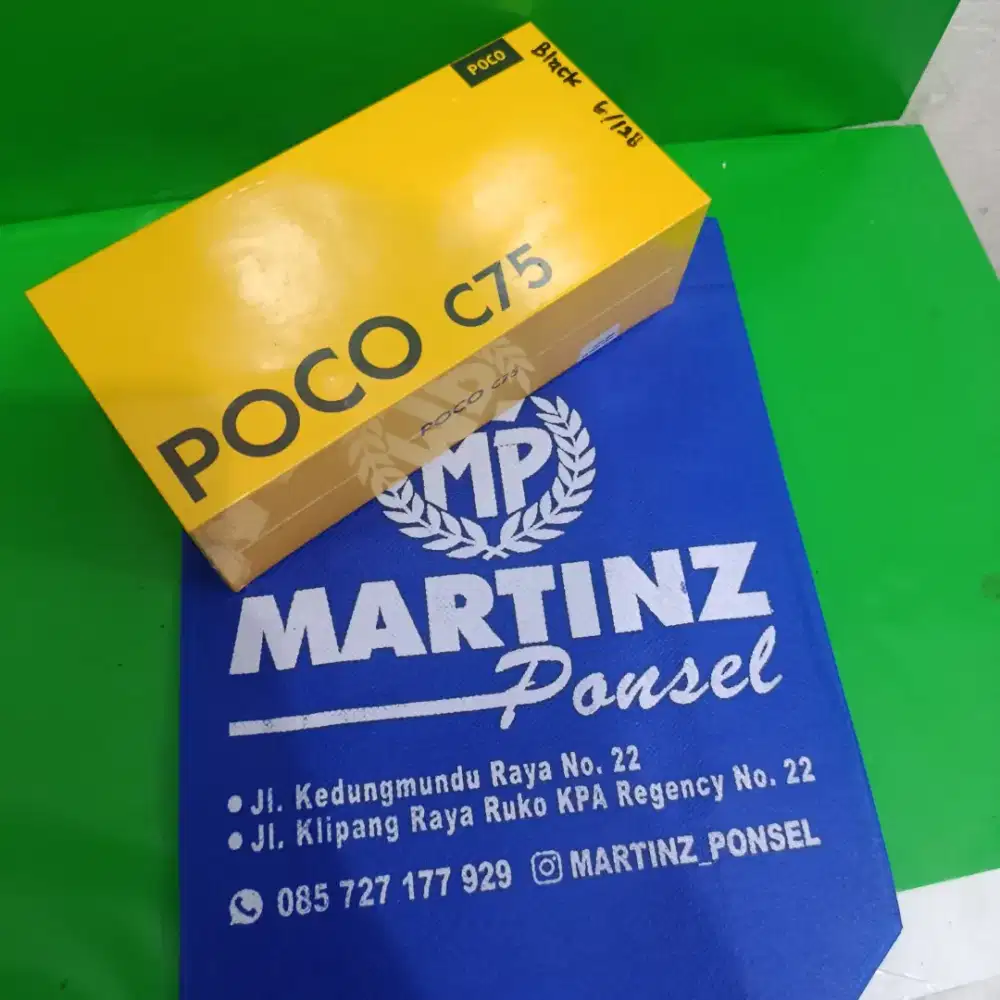 POCO
Black 6/128
POCO C75
POCO C75
MP
MARTINZ
Ponsel
• Jl. Kedungmundu Raya No. 22
• Jl. Klipang Raya Ruko KPA Regency No. 22
085 727 177 929 MARTINZ_PONSEL